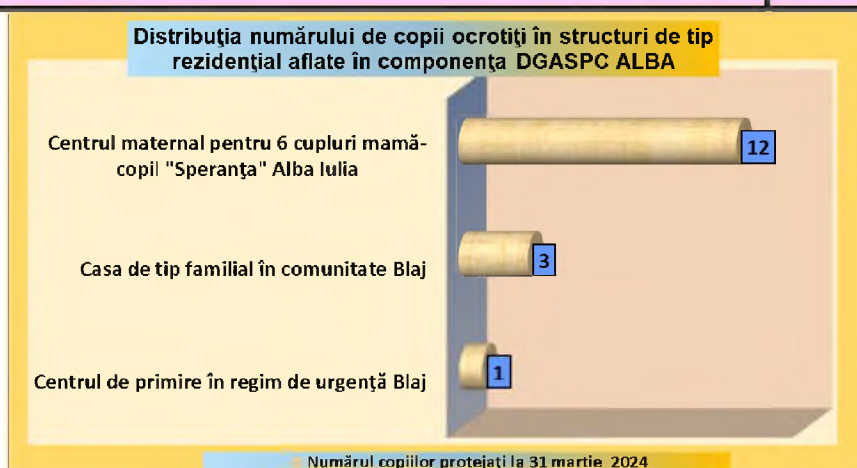 Distribuţia numărului de copii ocrotiţi în structuri de tip
rezidenţial aflate în componenţa DGASPC ALBA
Centrul maternal pentru 6 cupluri mamă-
copil "Speranţa" Alba Iulia
12
Casa de tip familial în comunitate Blaj
3
Centrul de primire în regim de urgenţă Blaj
1
Numărul copiilor protejaţi la 31 martie 2024